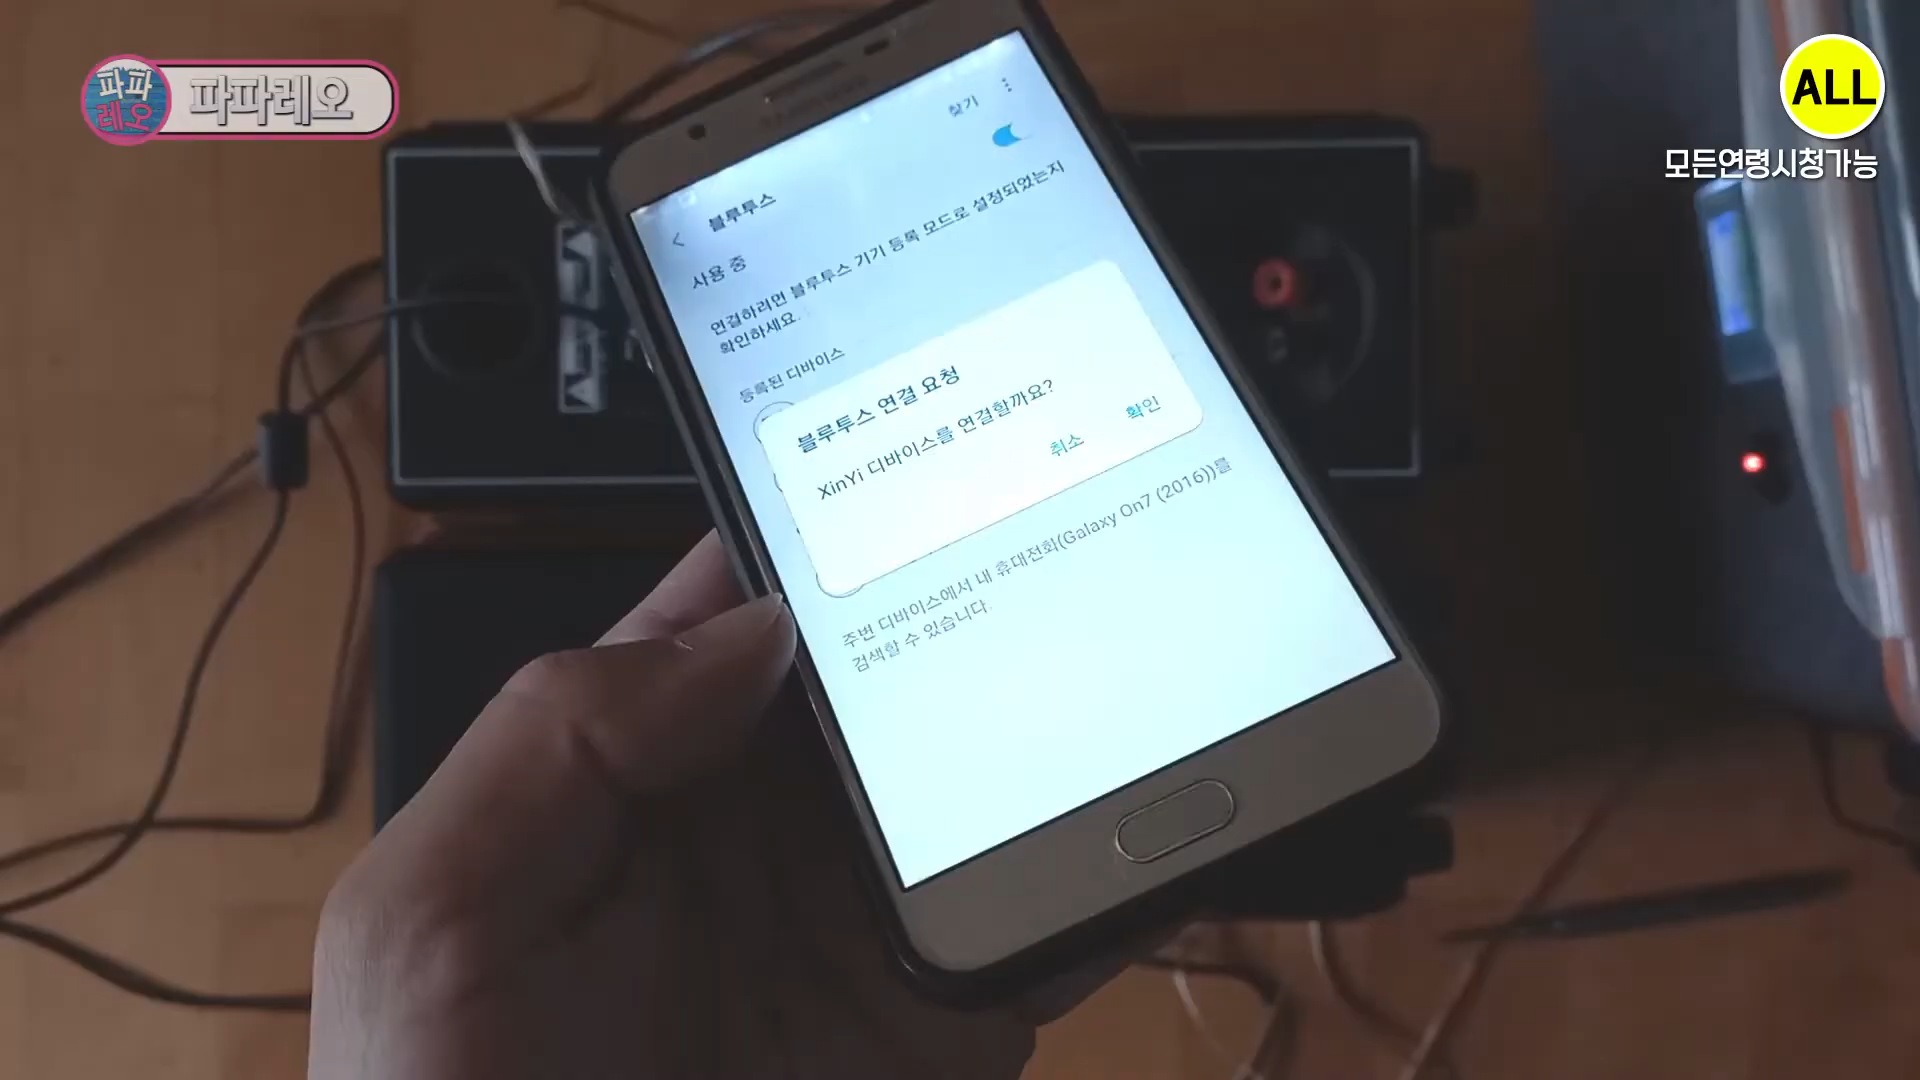 파파
레오
파파레오
ALL
모든연령시청가능
찾기
블루투스
사용 중
연결하려면 블루투스 기기 등록 모드로 설정되었는지
확인하세요.
등록된 디바이스
블루투스 연결 요청
XinYi 디바이스를 연결할까요?
취소
확인
주변 디바이스에서 내 휴대전화(Galaxy On7 (2016))를
검색할 수 있습니다.